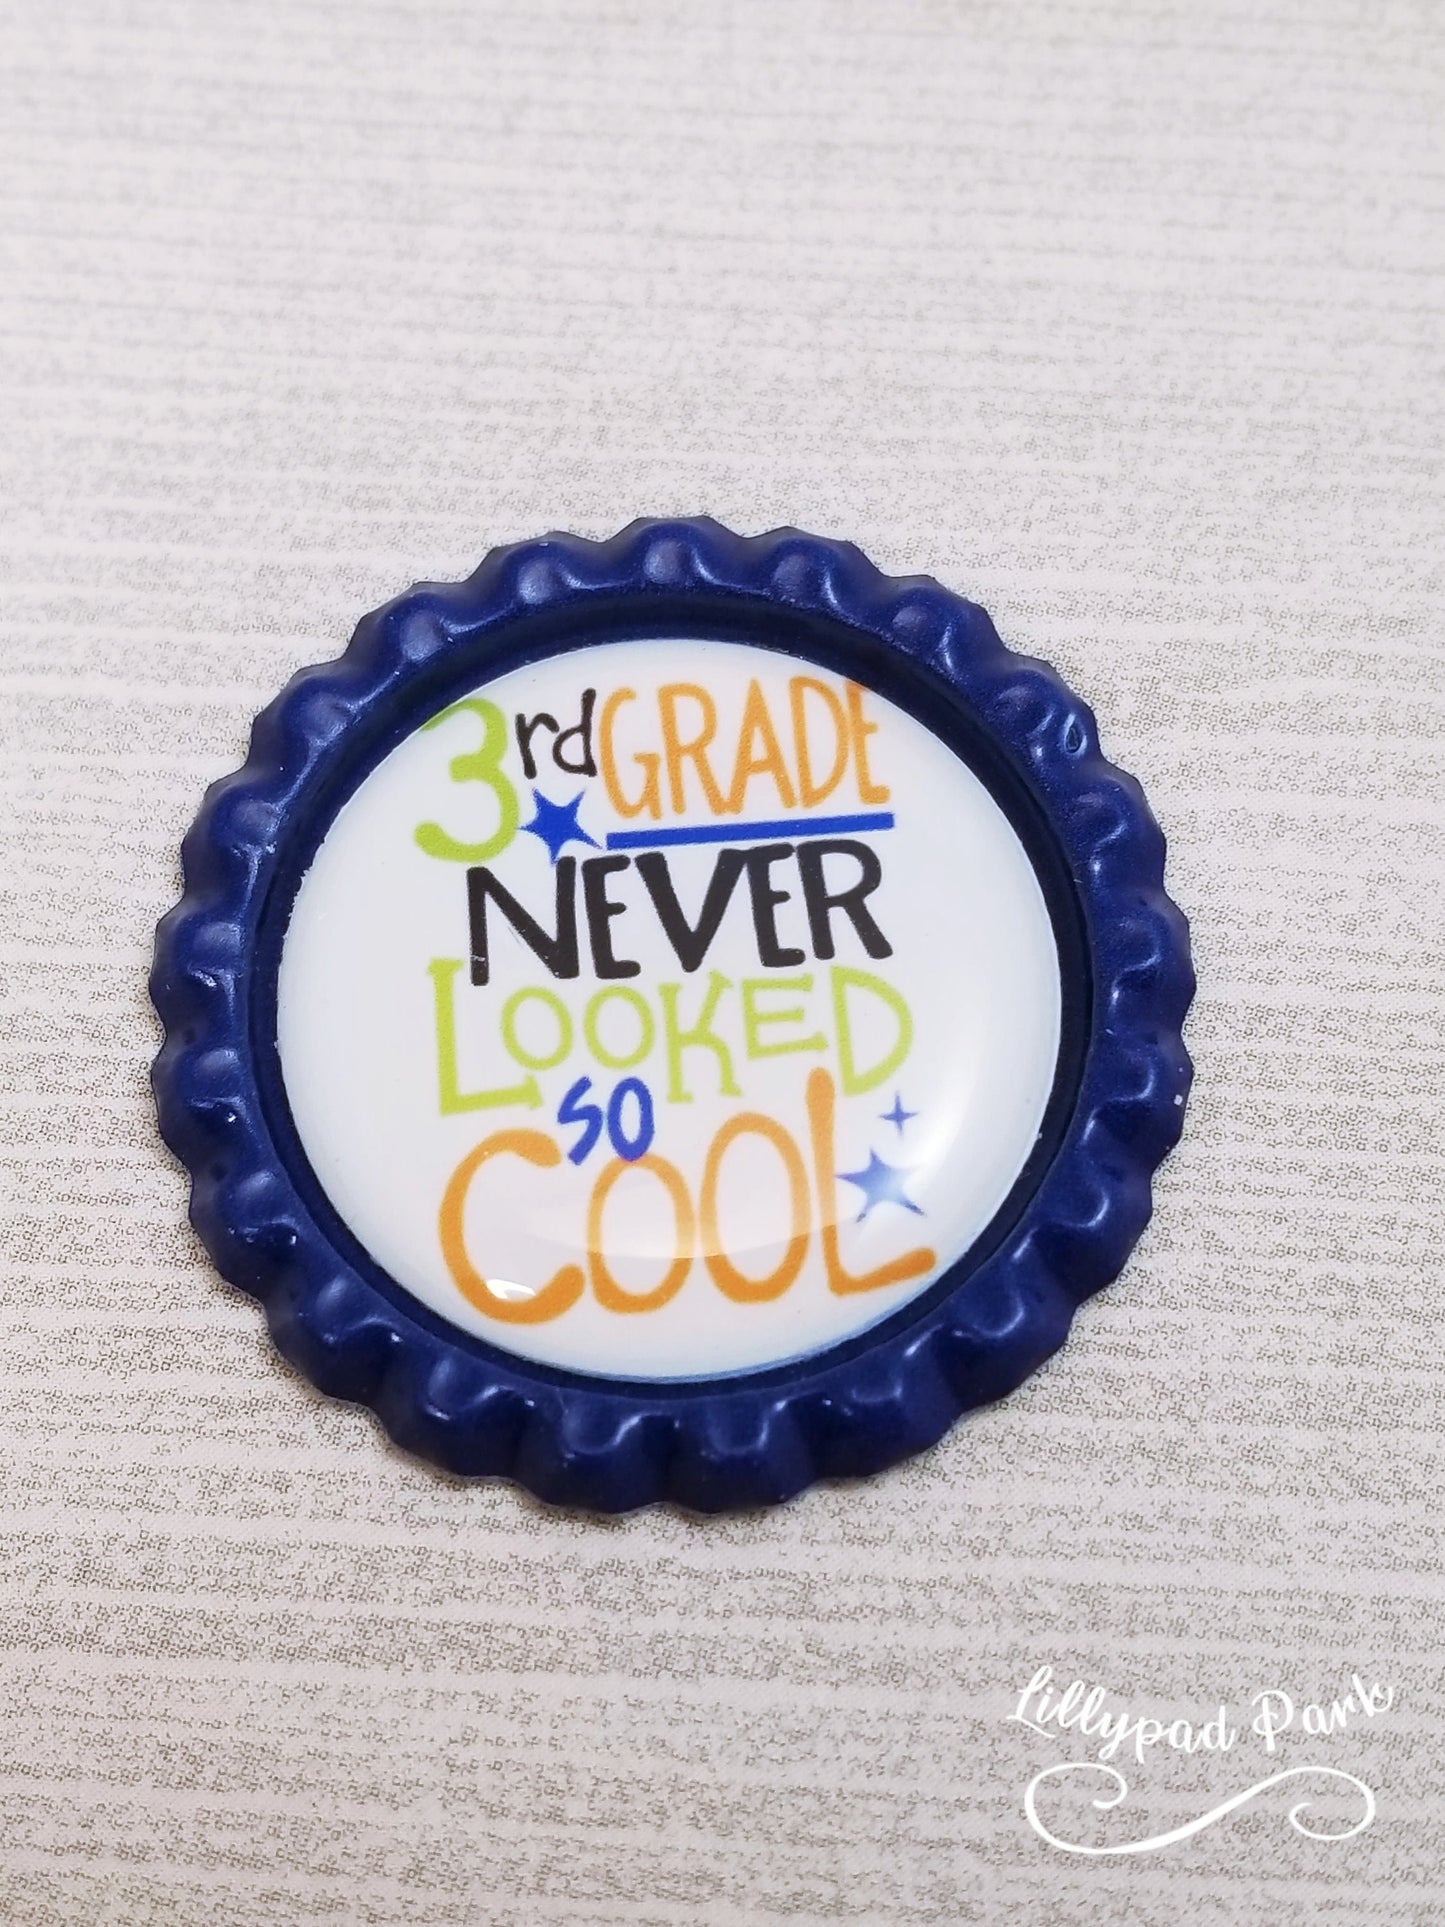 3rd GRADE
NEVER
LOOKED
SO
COOL
Lillypad Park